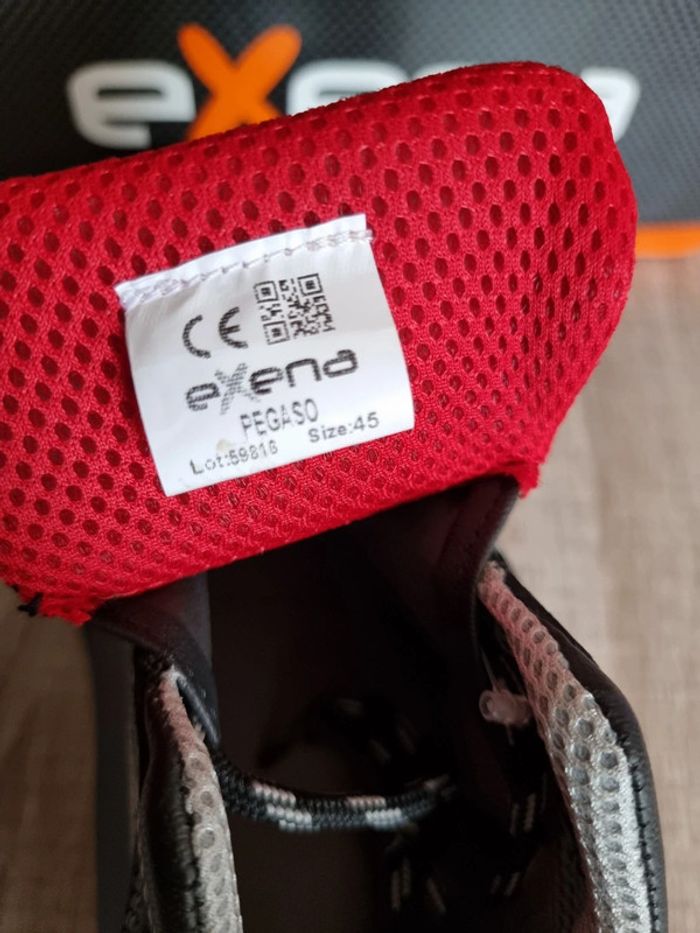 exena
CE
exena
PEGASO
Lot:59816 Size:45